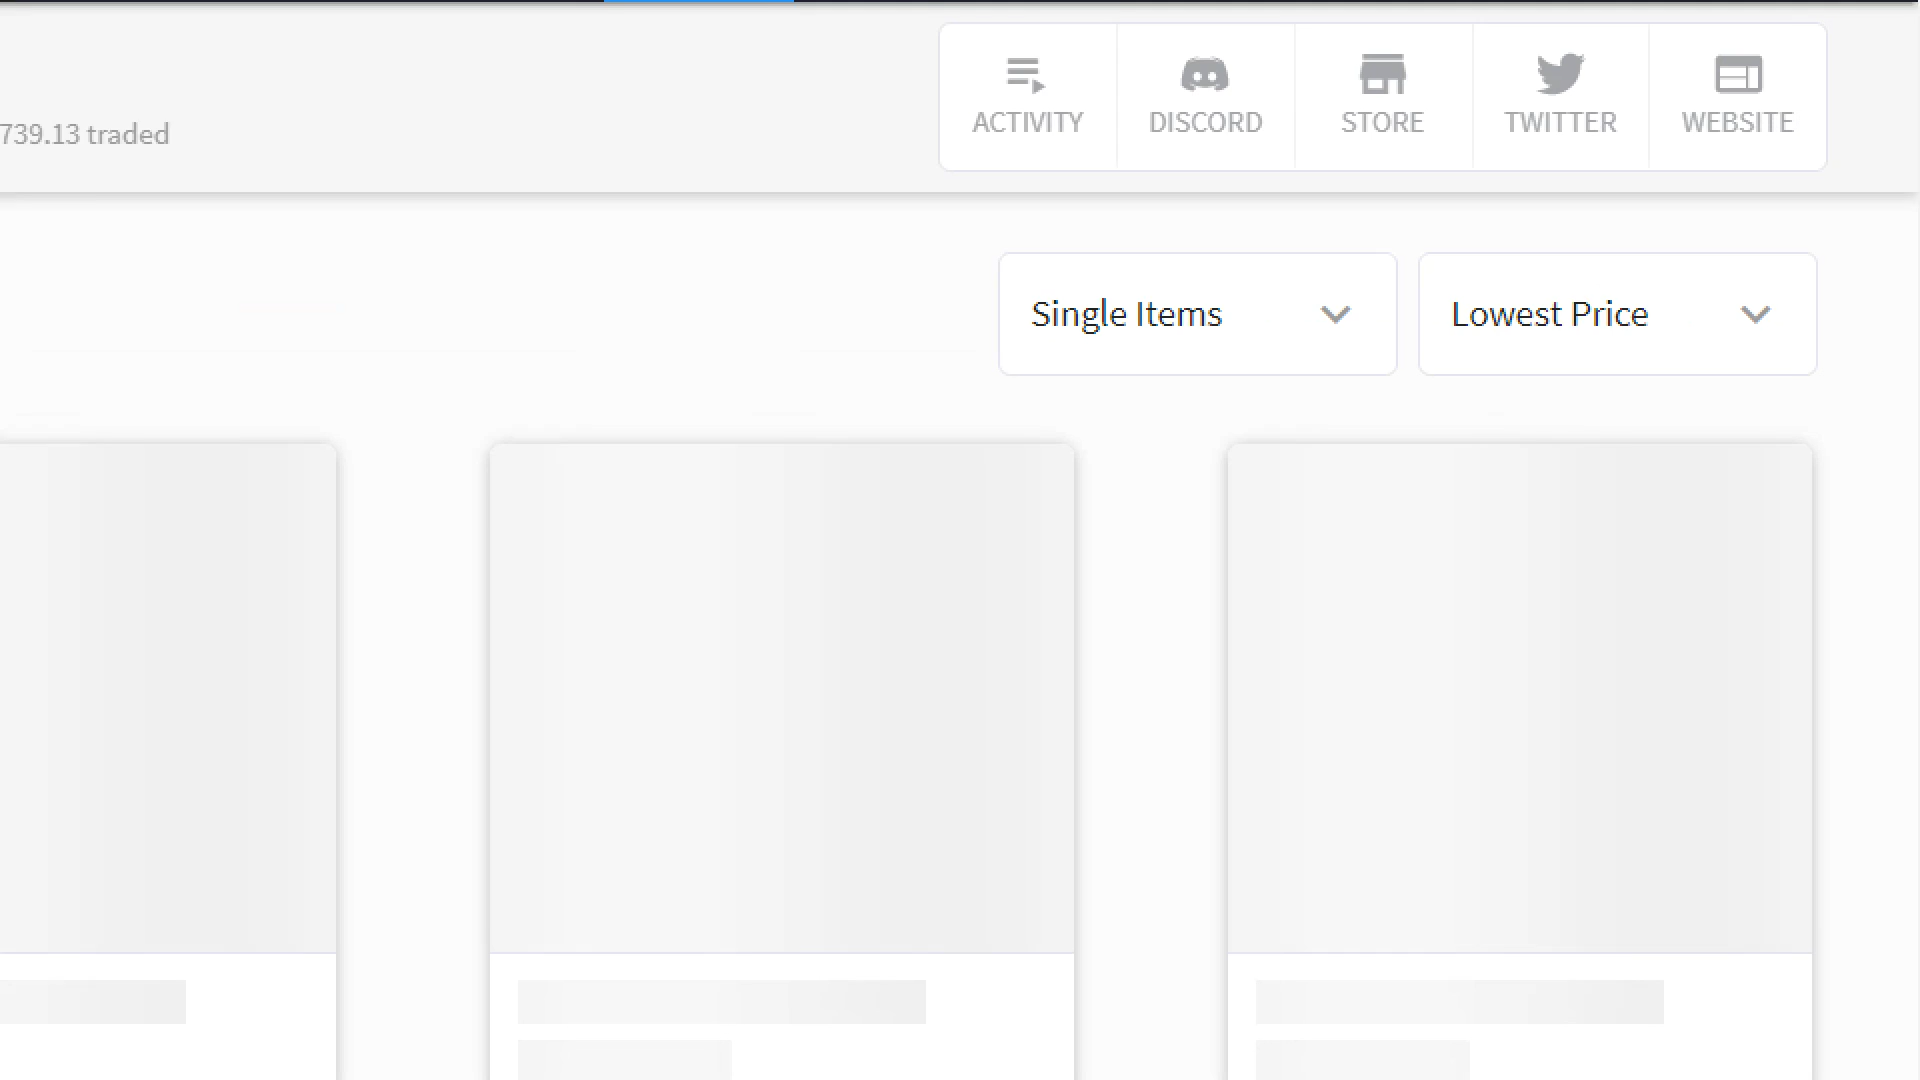 739.13 traded
ACTIVITY
DISCORD
STORE
TWITTER
WEBSITE
Single Items
Lowest Price